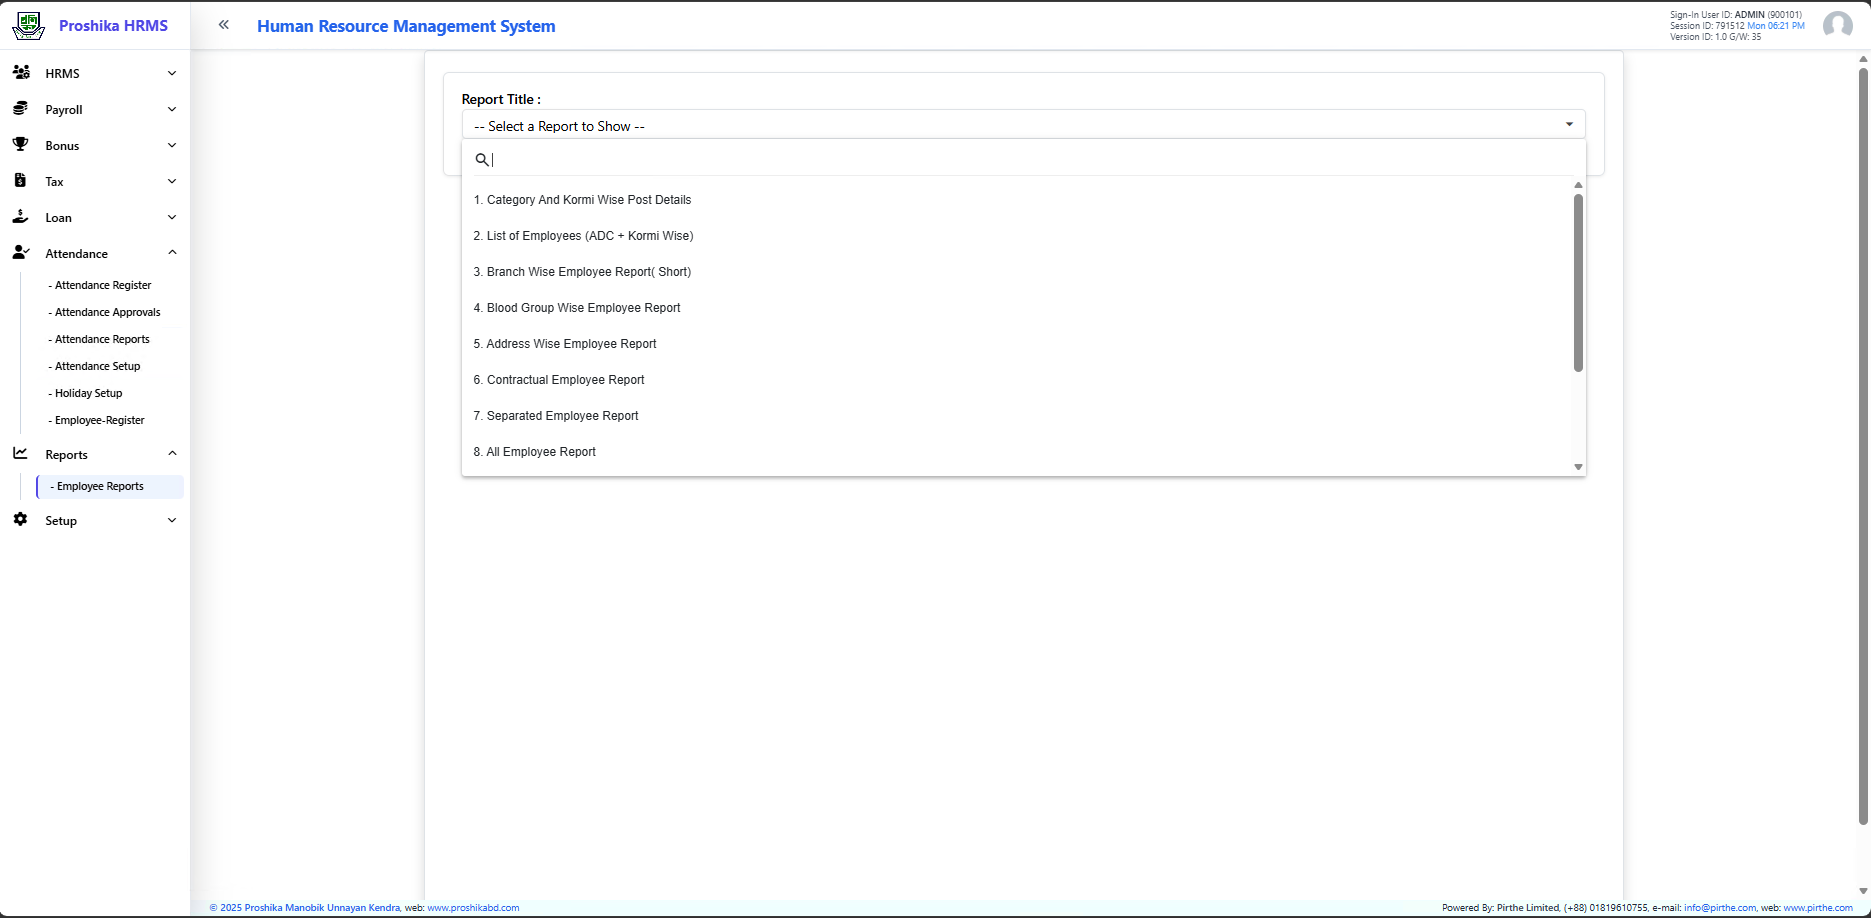 Proshika HRMS
Human Resource Management System
Sign-In User ID: ADMIN (900101)
Session ID: 791512 Mon 06:21 PM
Version ID: 1.0 G/W: 35
HRMS
Payroll
Bonus
Tax
Loan
Attendance
- Attendance Register
- Attendance Approvals
- Attendance Reports
- Attendance Setup
- Holiday Setup
- Employee-Register
Reports
- Employee Reports
Setup
Report Title :
-- Select a Report to Show --
1. Category And Kormi Wise Post Details
2. List of Employees (ADC + Kormi Wise)
3. Branch Wise Employee Report( Short)
4. Blood Group Wise Employee Report
5. Address Wise Employee Report
6. Contractual Employee Report
7. Separated Employee Report
8. All Employee Report
© 2025 Proshika Manobik Unnayan Kendra, web: www.proshikabd.com
Powered By: Pirthe Limited, (+88) 01819610755, e-mail: info@pirthe.com, web: www.pirthe.com